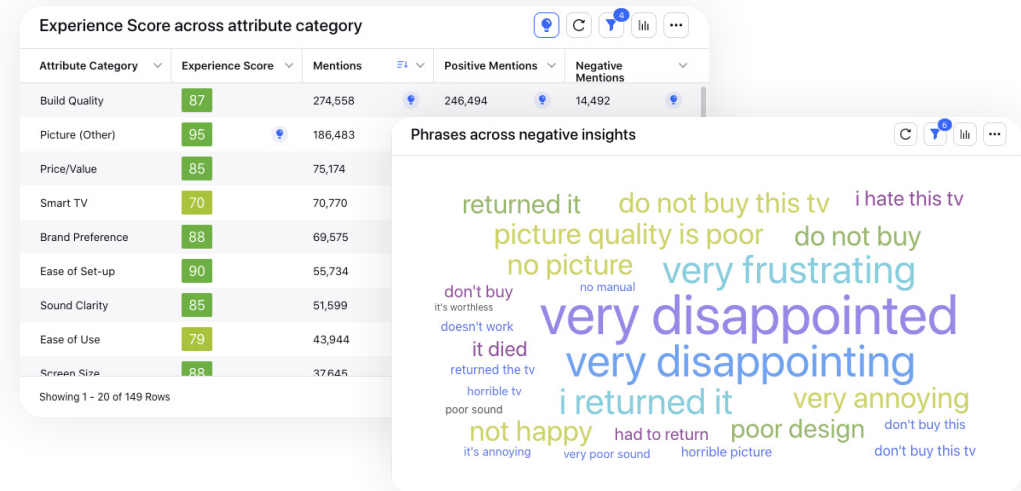 Experience Score across attribute category
4
Attribute Category Experience Score Mentions Positive Mentions Negative Mentions
Build Quality 87 274,558 246,494 14,492
Picture (Other) 95 186,483
Price/Value 85 75,174
Smart TV 70 70,770
Brand Preference 88 69,575
Ease of Set-up 90 55,734
Sound Clarity 85 51,599
Ease of Use 79 43,944
Screen Size 88 37,645
Showing 1 - 20 of 149 Rows
Phrases across negative insights
6
returned it do not buy this tv i hate this tv
picture quality is poor do not buy
no picture very frustrating
don't buy no manual
it's worthless very disappointed
doesn't work
it died very disappointing
returned the tv
horrible tv i returned it very annoying
poor sound
not happy had to return poor design don't buy this
it's annoying very poor sound horrible picture don't buy this tv